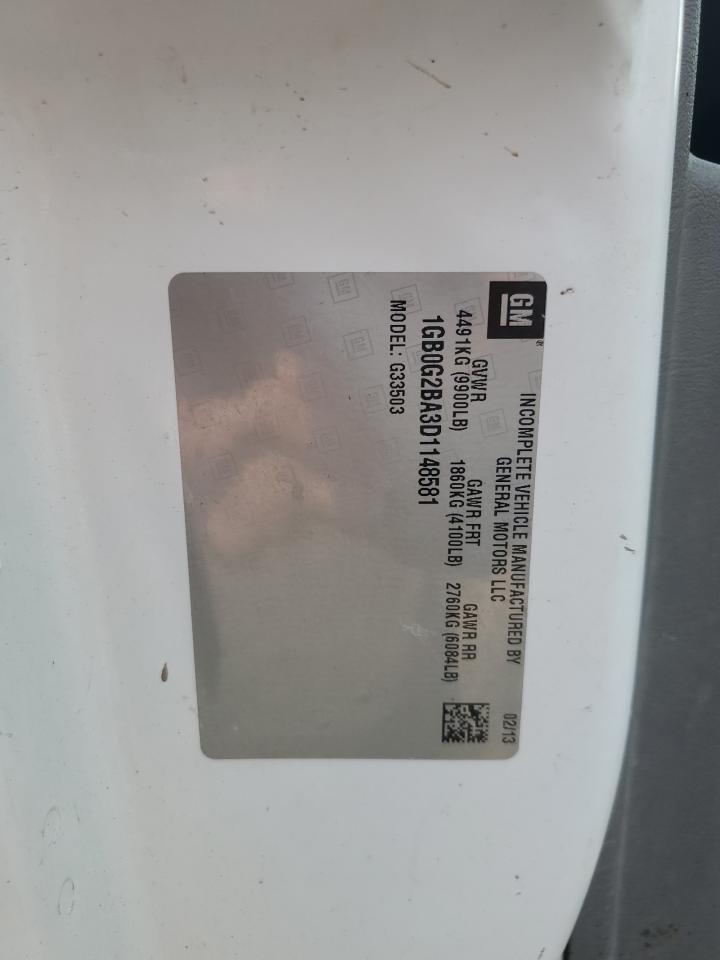 GM®
INCOMPLETE VEHICLE MANUFACTURED BY
GENERAL MOTORS LLC
02/13
GVWR GAWR FRT GAWR RR
4491KG (9900LB) 1860KG (4100LB) 2760KG (6084LB)
1GB0G2BA3D1148581
MODEL: G33503